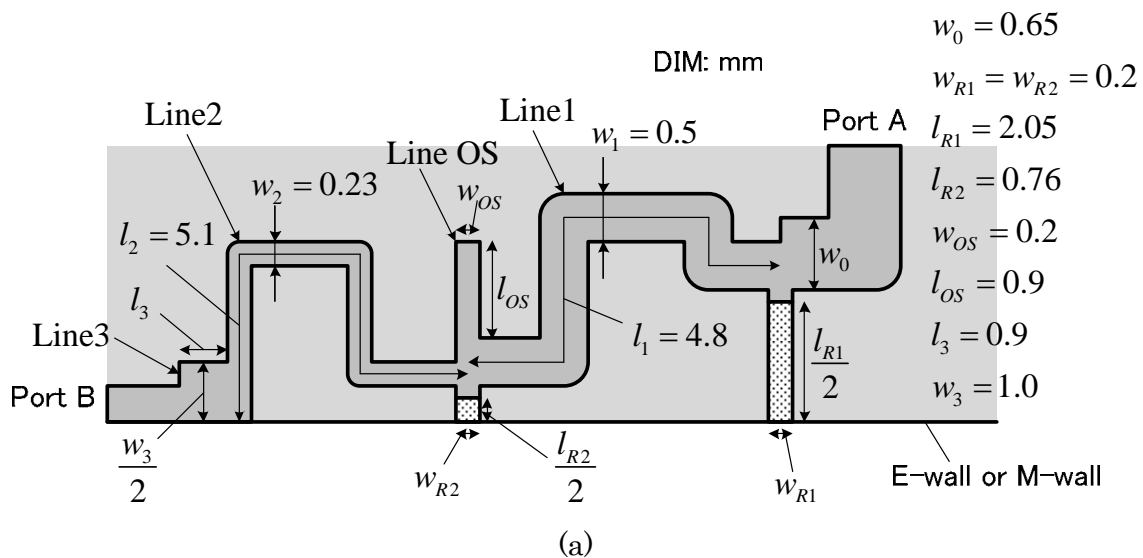 DIM: mm
w_0 = 0.65
w_{R1} = w_{R2} = 0.2
l_{R1} = 2.05
l_{R2} = 0.76
w_{OS} = 0.2
l_{OS} = 0.9
l_3 = 0.9
w_3 = 1.0
Line2
Line OS
Line1
Port A
w_1 = 0.5
w_2 = 0.23
w_{OS}
l_2 = 5.1
l_{OS}
w_0
l_3
Line3
l_1 = 4.8
l_{R1}/2
Port B
w_3/2
w_{R2}
l_{R2}/2
w_{R1}
E-wall or M-wall
(a)